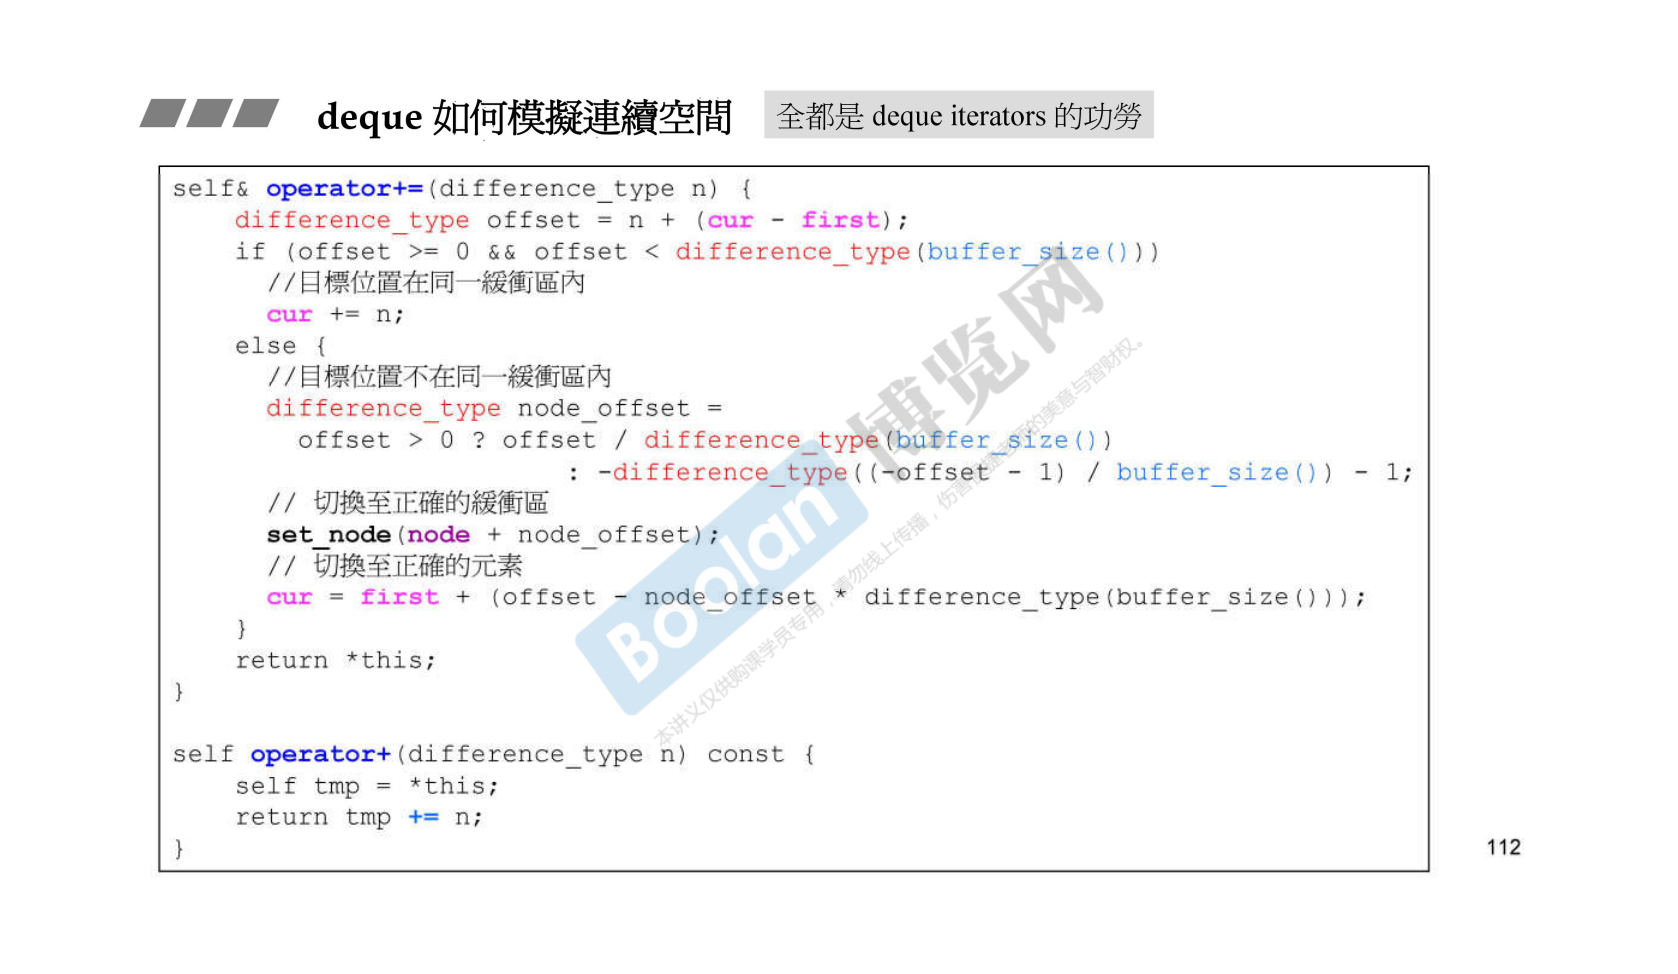 deque 如何模擬連續空間 全都是 deque iterators 的功勞
self& operator+=(difference_type n) {
difference_type offset = n + (cur - first);
if (offset >= 0 && offset < difference_type(buffer_size()))
//目標位置在同一緩衝區內
cur += n;
else {
//目標位置不在同一緩衝區內
difference_type node_offset =
offset > 0 ? offset / difference_type(buffer_size())
: -difference_type((-offset - 1) / buffer_size()) - 1;
// 切換至正確的緩衝區
set_node(node + node_offset);
// 切換至正確的元素
cur = first + (offset - node_offset * difference_type(buffer_size()));
}
return *this;
}
self operator+(difference_type n) const {
self tmp = *this;
return tmp += n;
}
112
Boolan 博览网
本讲义仅供购课学员专用，请勿线上传播，伤害
的美意与智财权。